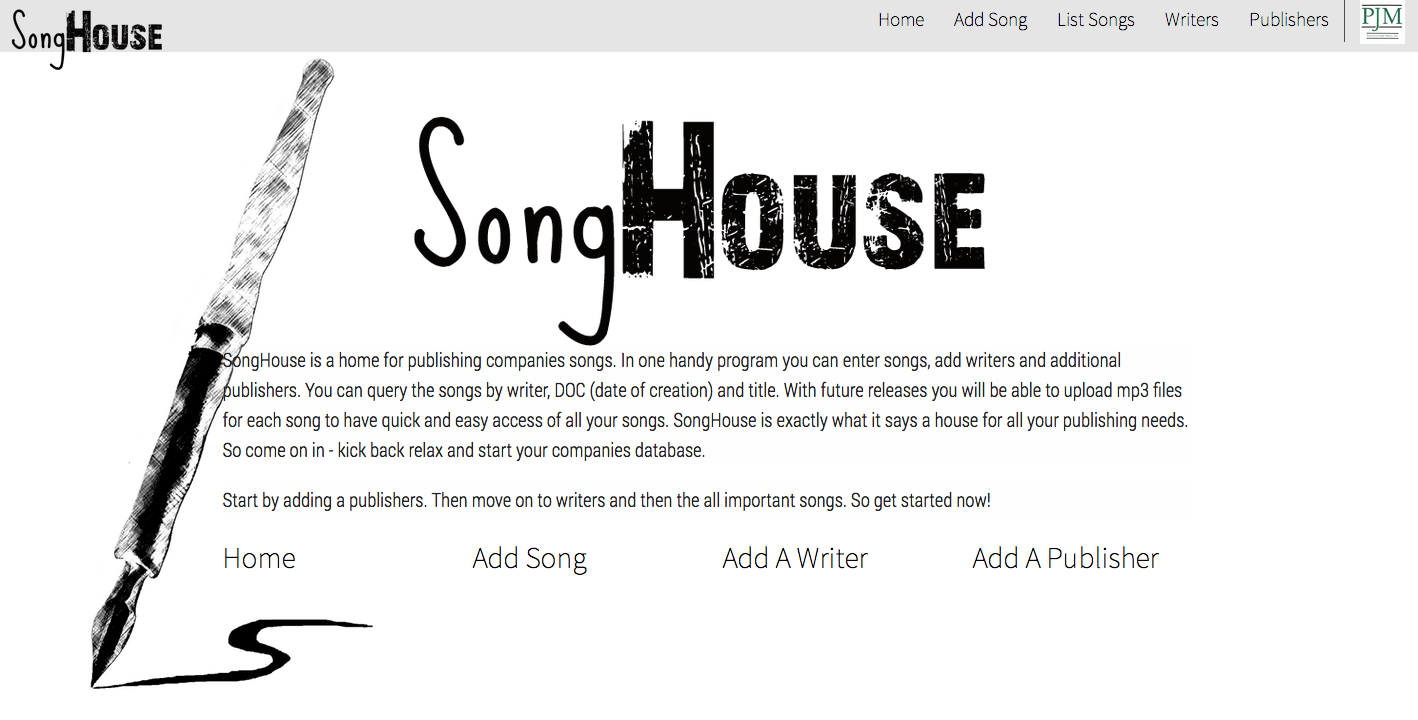 SongHouse
Home
Add Song
List Songs
Writers
Publishers
PJM
SongHouse
SongHouse is a home for publishing companies songs. In one handy program you can enter songs, add writers and additional
publishers. You can query the songs by writer, DOC (date of creation) and title. With future releases you will be able to upload mp3 files
for each song to have quick and easy access of all your songs. SongHouse is exactly what it says a house for all your publishing needs.
So come on in - kick back relax and start your companies database.
Start by adding a publishers. Then move on to writers and then the all important songs. So get started now!
Home
Add Song
Add A Writer
Add A Publisher